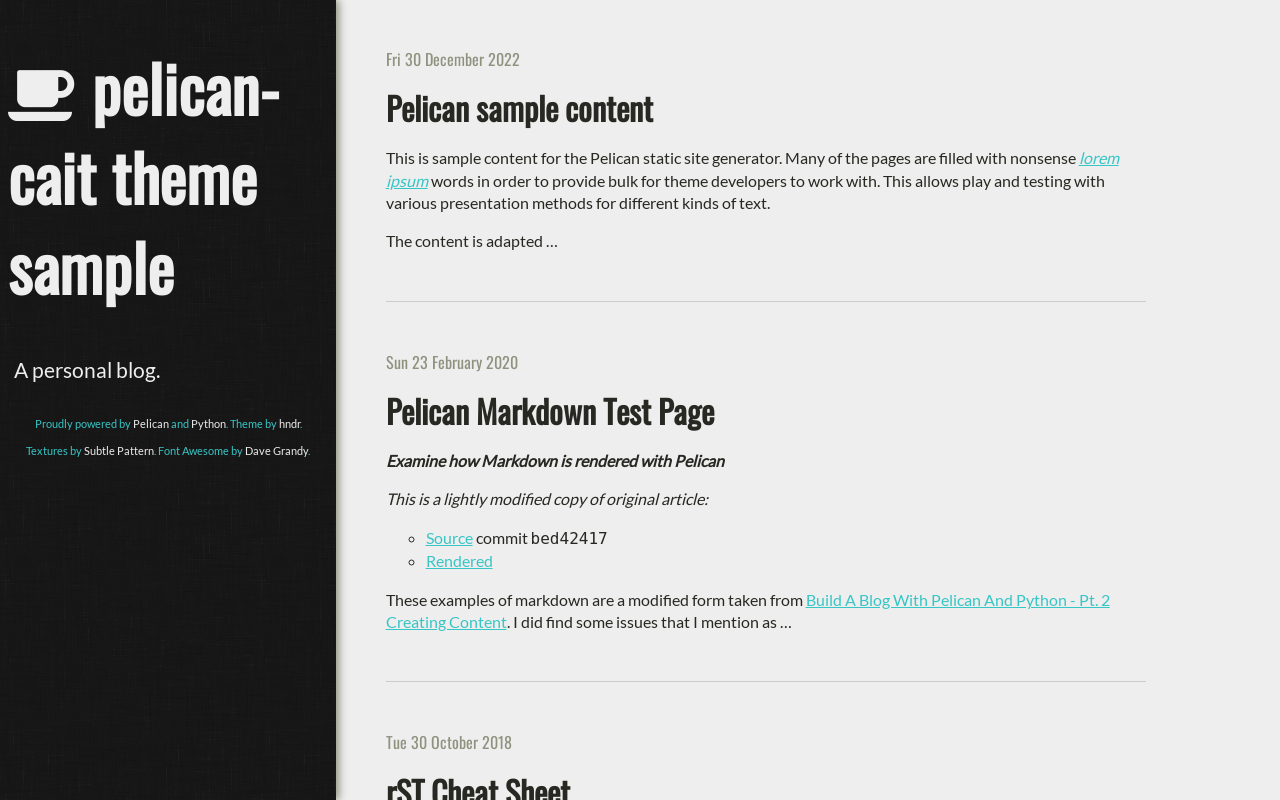 pelican-
cait theme
sample
A personal blog.
Proudly powered by Pelican and Python. Theme by hndr.
Textures by Subtle Pattern. Font Awesome by Dave Grandy.
Fri 30 December 2022
Pelican sample content
This is sample content for the Pelican static site generator. Many of the pages are filled with nonsense lorem
ipsum words in order to provide bulk for theme developers to work with. This allows play and testing with
various presentation methods for different kinds of text.
The content is adapted …
Sun 23 February 2020
Pelican Markdown Test Page
Examine how Markdown is rendered with Pelican
This is a lightly modified copy of original article:
Source commit bed42417
Rendered
These examples of markdown are a modified form taken from Build A Blog With Pelican And Python - Pt. 2
Creating Content. I did find some issues that I mention as …
Tue 30 October 2018
rST Cheat Sheet